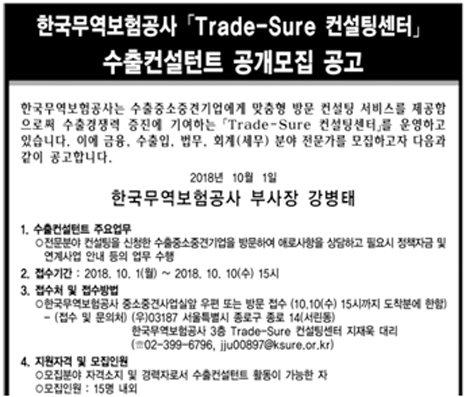 한국무역보험공사 「Trade-Sure 컨설팅센터」
수출컨설턴트 공개모집 공고
한국무역보험공사는 수출중소중견기업에게 맞춤형 방문 컨설팅 서비스를 제공함
으로써 수출경쟁력 증진에 기여하는 「Trade-Sure 컨설팅센터」를 운영하고
있습니다. 이에 금융, 수출입, 법무, 회계(세무) 분야 전문가를 모집하고자 다음과
같이 공고합니다.
2018년 10월 1일
한국무역보험공사 부사장 강병태
1. 수출컨설턴트 주요업무
○전문분야 컨설팅을 신청한 수출중소중견기업을 방문하여 애로사항을 상담하고 필요시 정책자금 및
연계사업 안내 등의 업무 수행
2. 접수기간 : 2018. 10. 1(월) ~ 2018. 10. 10(수) 15시
3. 접수처 및 접수방법
○한국무역보험공사 중소중견사업실앞 우편 또는 방문 접수 (10.10(수) 15시까지 도착분에 한함)
- (접수 및 문의처) (우)03187 서울특별시 종로구 종로 14(서린동)
한국무역보험공사 3층 Trade-Sure 컨설팅센터 지재욱 대리
(☏02-399-6796, jju00897@ksure.or.kr)
4. 지원자격 및 모집인원
○모집분야 자격소지 및 경력자로서 수출컨설턴트 활동이 가능한 자
○모집인원 : 15명 내외